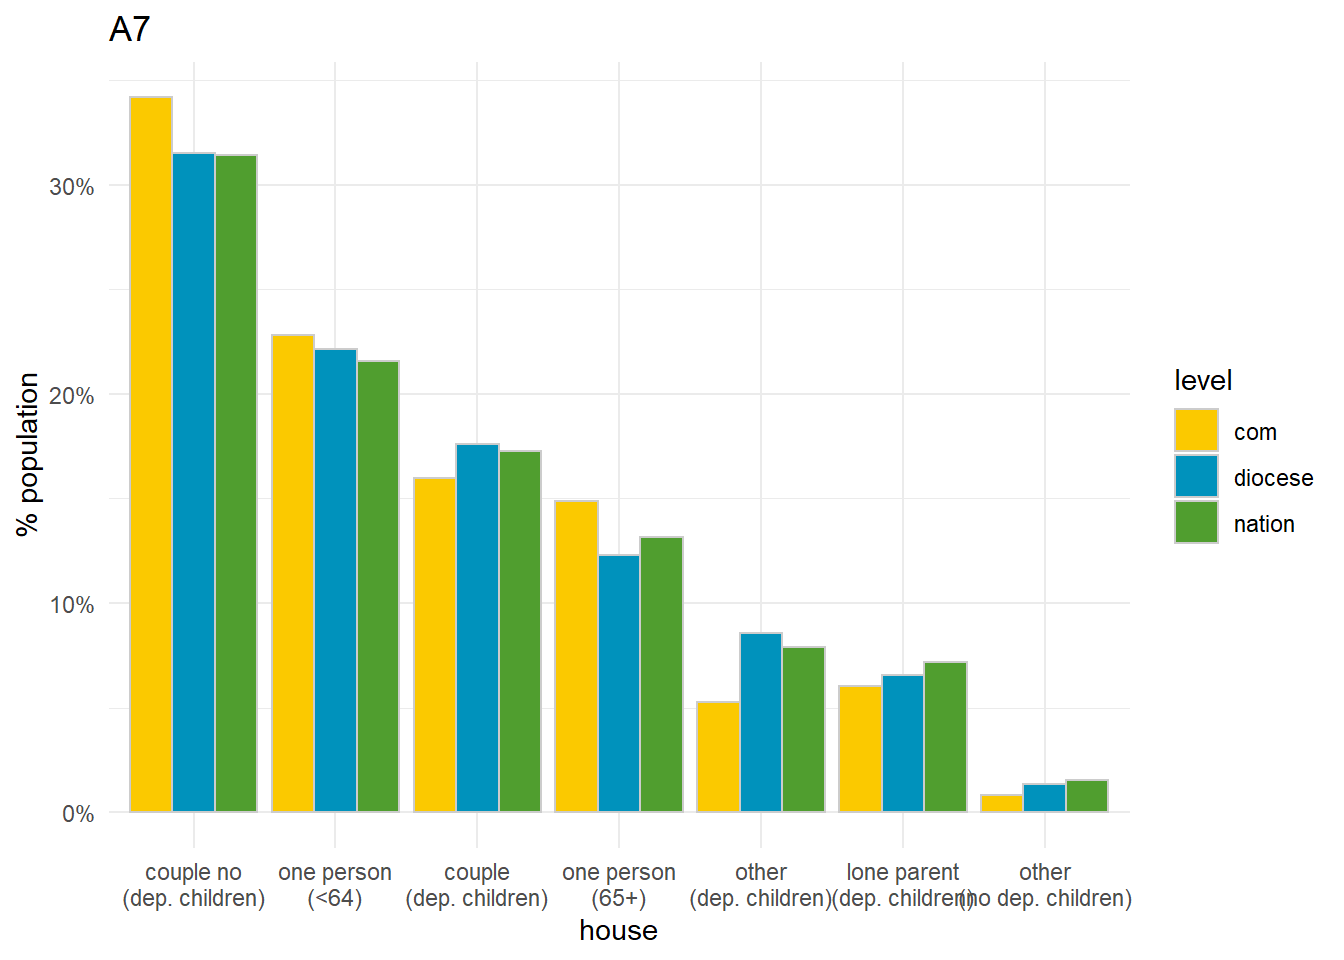 A7
% population
30%
20%
10%
0%
couple no
(dep. children)
one person
(<64)
couple
(dep. children)
one person
(65+)
other
(dep. children)
lone parent
(dep. children)
other
(no dep. children)
house
level
com
diocese
nation